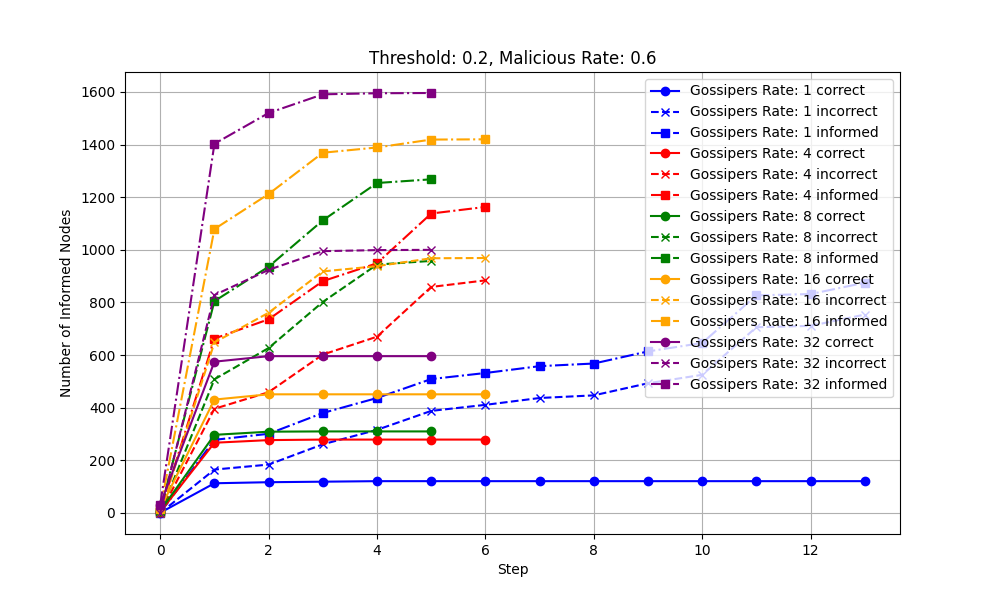 Threshold: 0.2, Malicious Rate: 0.6
Number of Informed Nodes
1600
1400
1200
1000
800
600
400
200
0
Gossipers Rate: 1 correct
Gossipers Rate: 1 incorrect
Gossipers Rate: 1 informed
Gossipers Rate: 4 correct
Gossipers Rate: 4 incorrect
Gossipers Rate: 4 informed
Gossipers Rate: 8 correct
Gossipers Rate: 8 incorrect
Gossipers Rate: 8 informed
Gossipers Rate: 16 correct
Gossipers Rate: 16 incorrect
Gossipers Rate: 16 informed
Gossipers Rate: 32 correct
Gossipers Rate: 32 incorrect
Gossipers Rate: 32 informed
0 2 4 6 8 10 12
Step